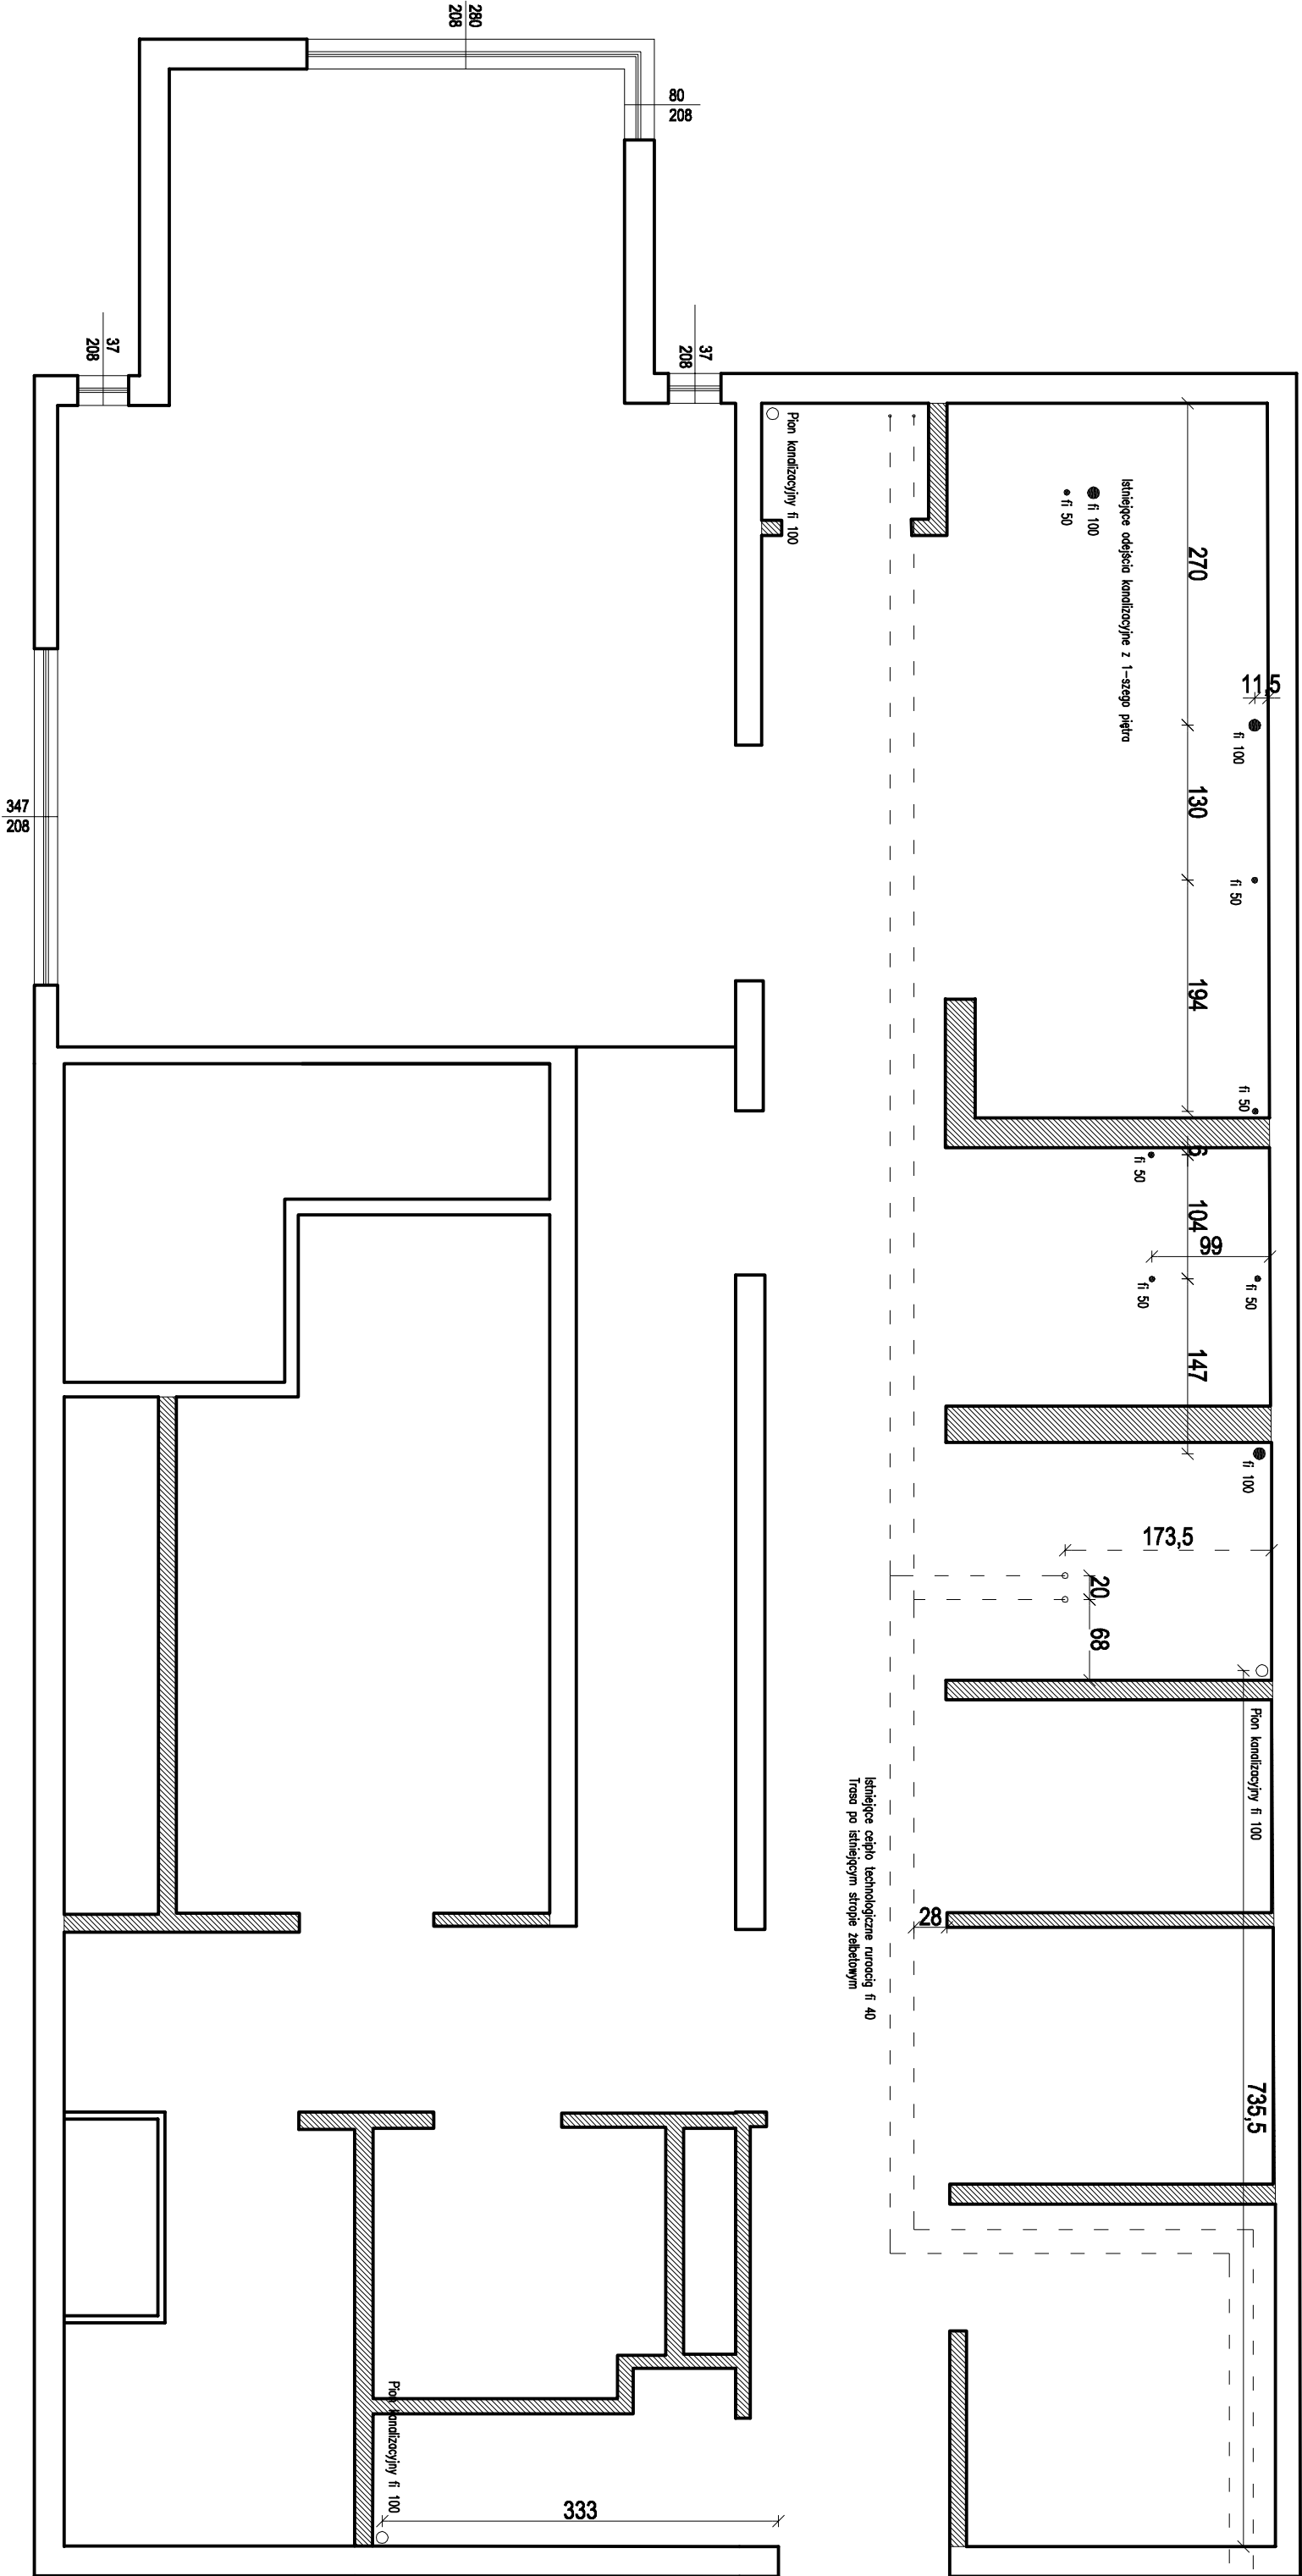 280
208
80
208
37
208
37
208
347
208
Pion kanalizacyjny fi 100
Istniejące odejścia kanalizacyjne z 1-szego piętra
fi 100
fi 50
270
11,5
fi 100
130
fi 50
194
fi 50
6
fi 50
104
99
fi 50
fi 50
147
fi 100
173,5
20
68
Pion kanalizacyjny fi 100
Istniejące ceipło technologiczne ruroacig fi 40
Trasa po istniejącym stropie żelbetowym
28
735,5
Pion kanalizacyjny fi 100
333